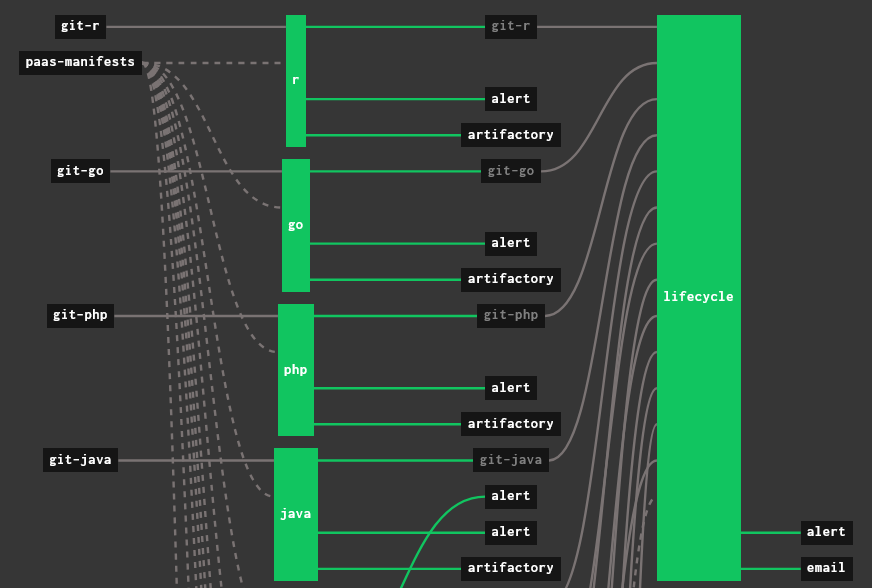 git-r
git-r
paas-manifests
r
alert
artifactory
git-go
git-go
go
alert
artifactory
lifecycle
git-php
git-php
php
alert
artifactory
git-java
git-java
alert
java
alert
alert
artifactory
email